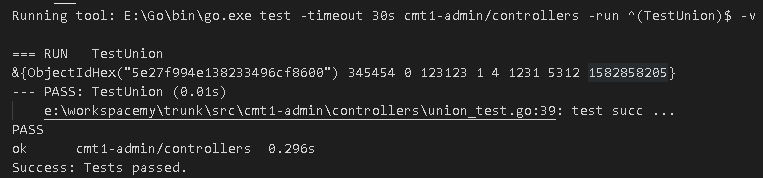 Running tool: E:\Go\bin\go.exe test -timeout 30s cmt1-admin/controllers -run ^(TestUnion)$ -v
=== RUN   TestUnion
&{ObjectIdHex("5e27f994e138233496cf8600") 345454 0 123123 1 4 1231 5312 1582858205}
--- PASS: TestUnion (0.01s)
    e:\workspacemy\trunk\src\cmt1-admin\controllers\union_test.go:39: test succ ...
PASS
ok      cmt1-admin/controllers  0.296s
Success: Tests passed.